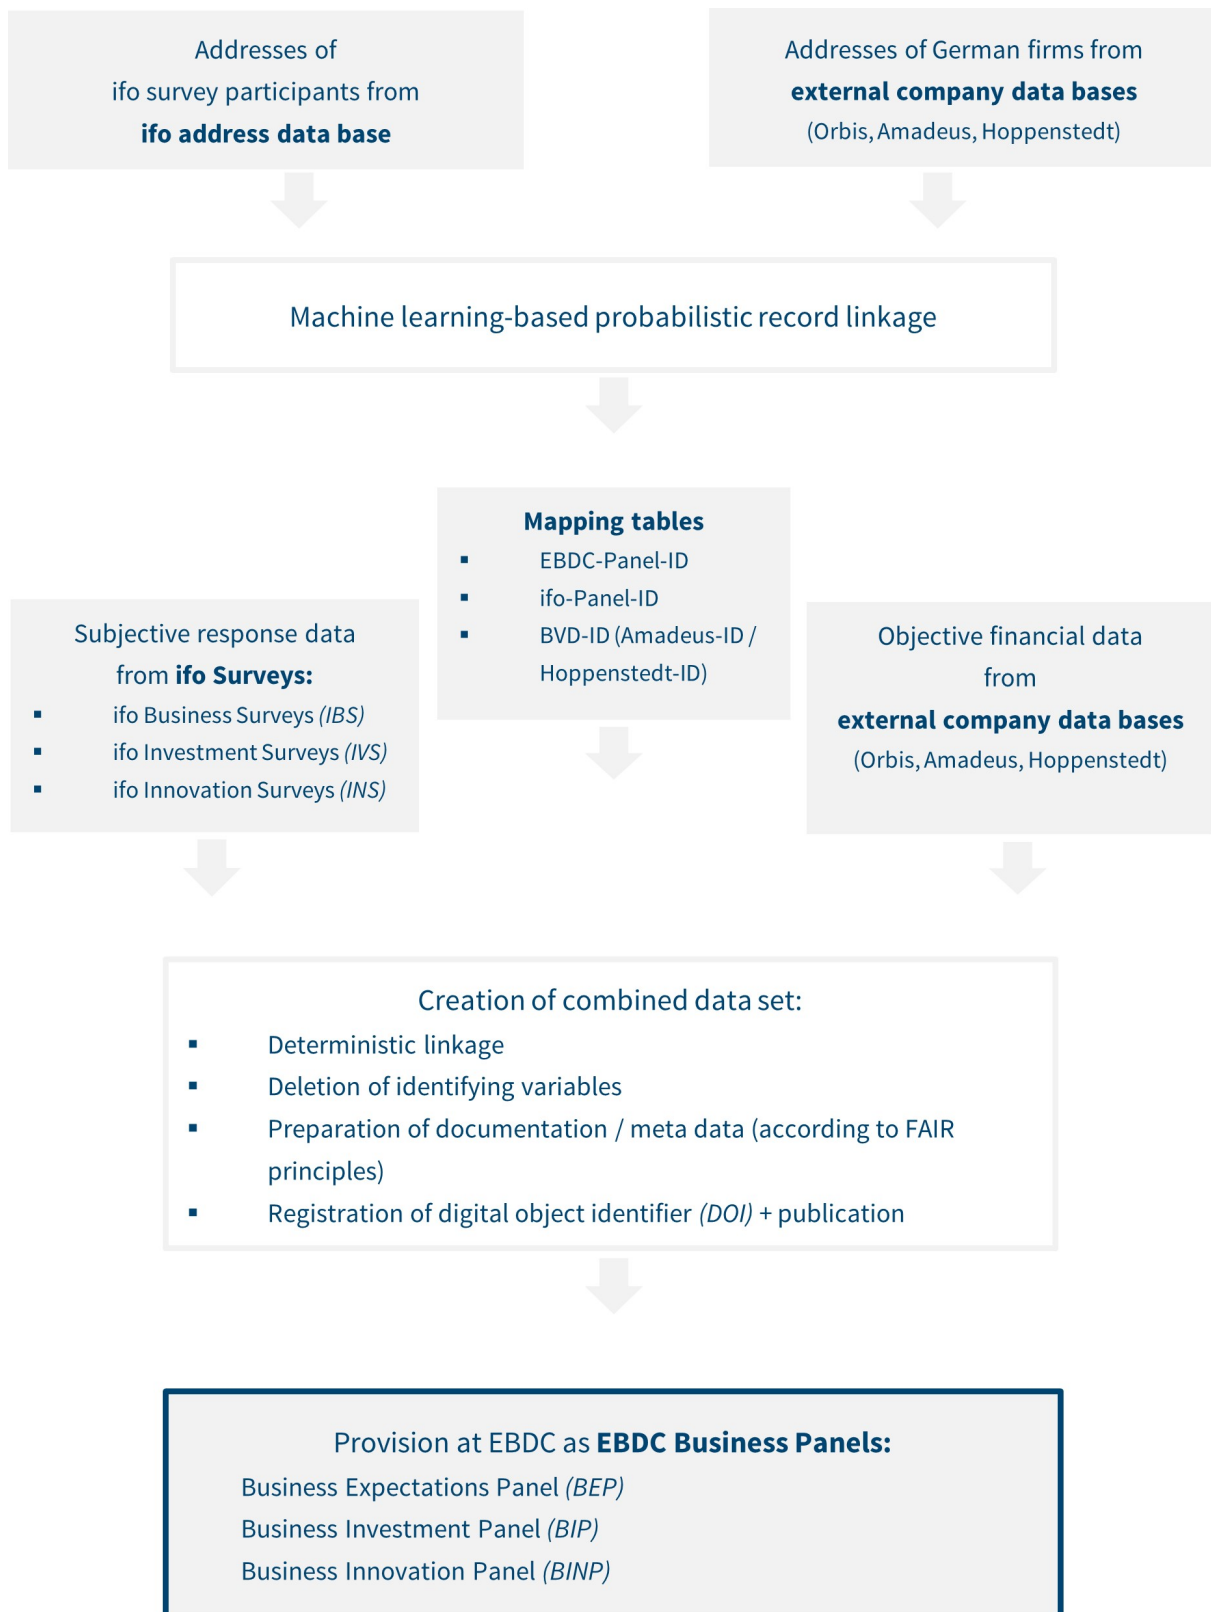 Addresses of
ifo survey participants from
ifo address data base
Addresses of German firms from
external company data bases
(Orbis, Amadeus, Hoppenstedt)
Machine learning-based probabilistic record linkage
Mapping tables
▪ EBDC-Panel-ID
▪ ifo-Panel-ID
▪ BVD-ID (Amadeus-ID /
Hoppenstedt-ID)
Subjective response data
from ifo Surveys:
▪ ifo Business Surveys (IBS)
▪ ifo Investment Surveys (IVS)
▪ ifo Innovation Surveys (INS)
Objective financial data
from
external company data bases
(Orbis, Amadeus, Hoppenstedt)
Creation of combined data set:
▪ Deterministic linkage
▪ Deletion of identifying variables
▪ Preparation of documentation / meta data (according to FAIR
principles)
▪ Registration of digital object identifier (DOI) + publication
Provision at EBDC as EBDC Business Panels:
Business Expectations Panel (BEP)
Business Investment Panel (BIP)
Business Innovation Panel (BINP)